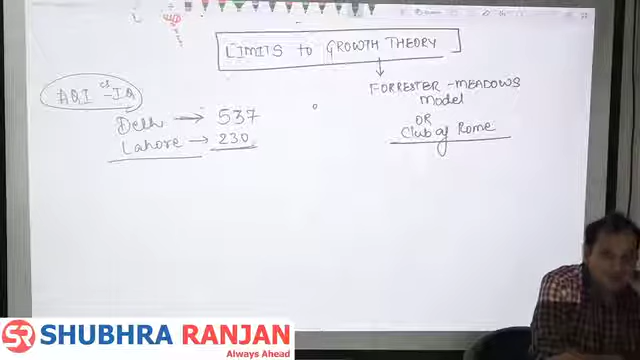 LIMITS to GROWTH THEORY
FORRESTER - MEADOWS
Model
OR
Club of Rome
AQI
Delhi → 537
Lahore → 230
SHUBHRA RANJAN
Always Ahead
SR